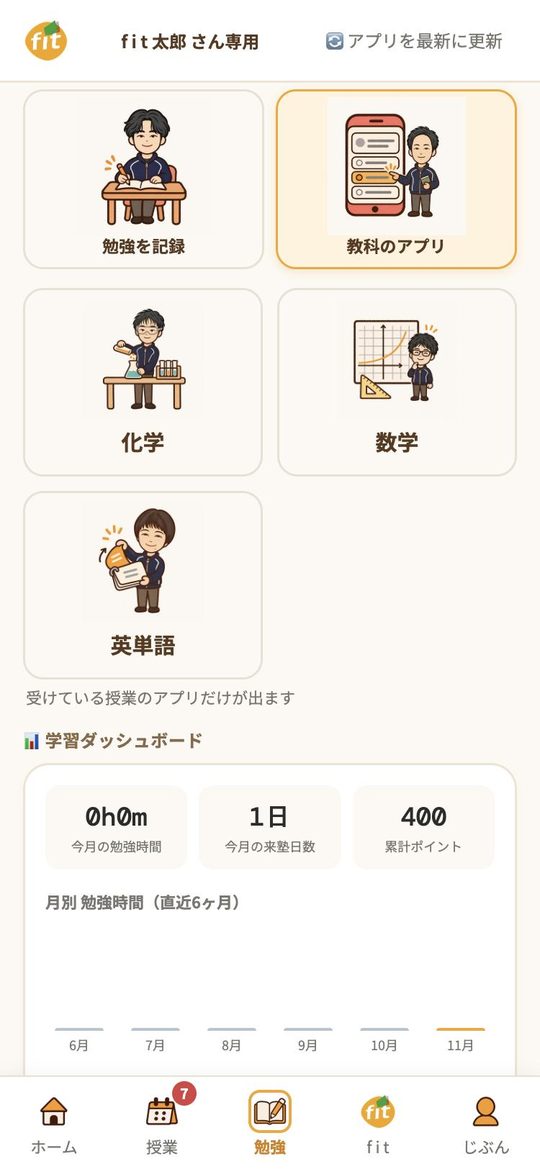 fit
fit太郎 さん専用
アプリを最新に更新
勉強を記録
教科のアプリ
化学
数学
英単語
受けている授業のアプリだけが出ます
学習ダッシュボード
0h0m
1日
400
今月の勉強時間
今月の来塾日数
累計ポイント
月別 勉強時間（直近6ヶ月）
6月
7月
8月
9月
10月
11月
7
fit
ホーム
授業
勉強
fit
じぶん